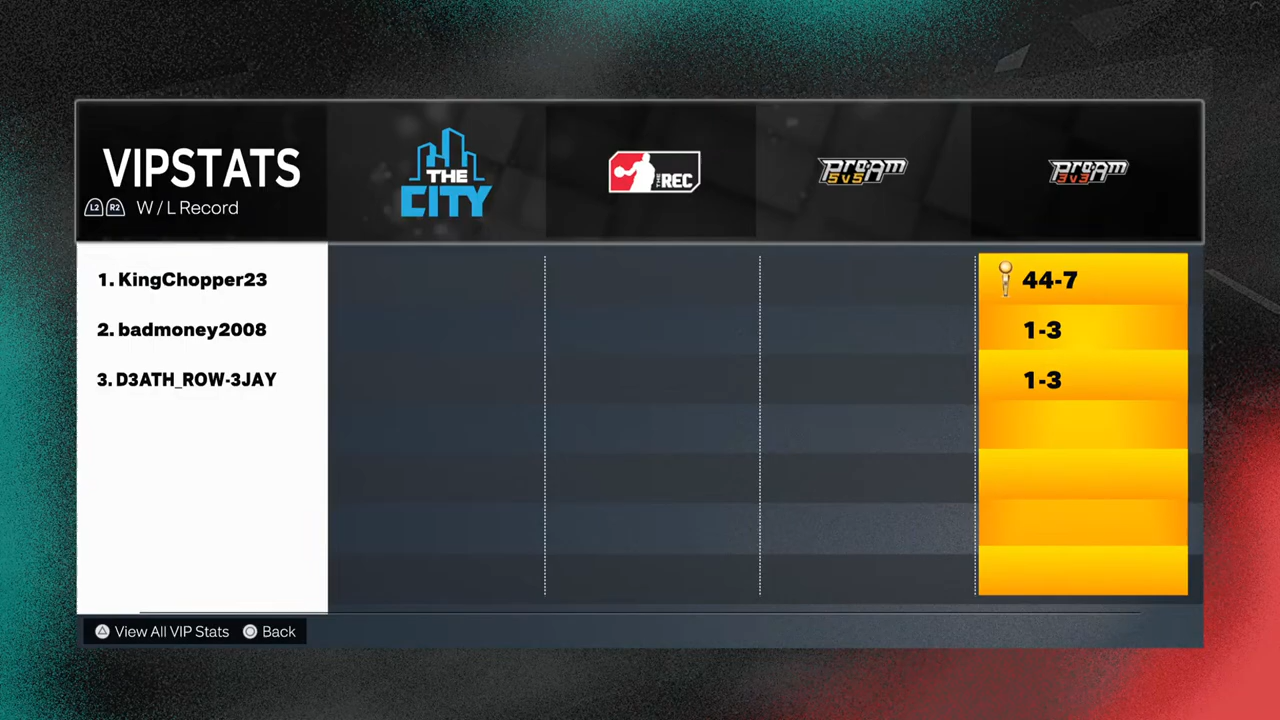 VIPSTATS
L2 R2 W / L Record
THE CITY
THE REC
PRO-AM 5v5
PRO-AM 3v3
1. KingChopper23 44-7
2. badmoney2008 1-3
3. D3ATH_ROW-3JAY 1-3
View All VIP Stats Back